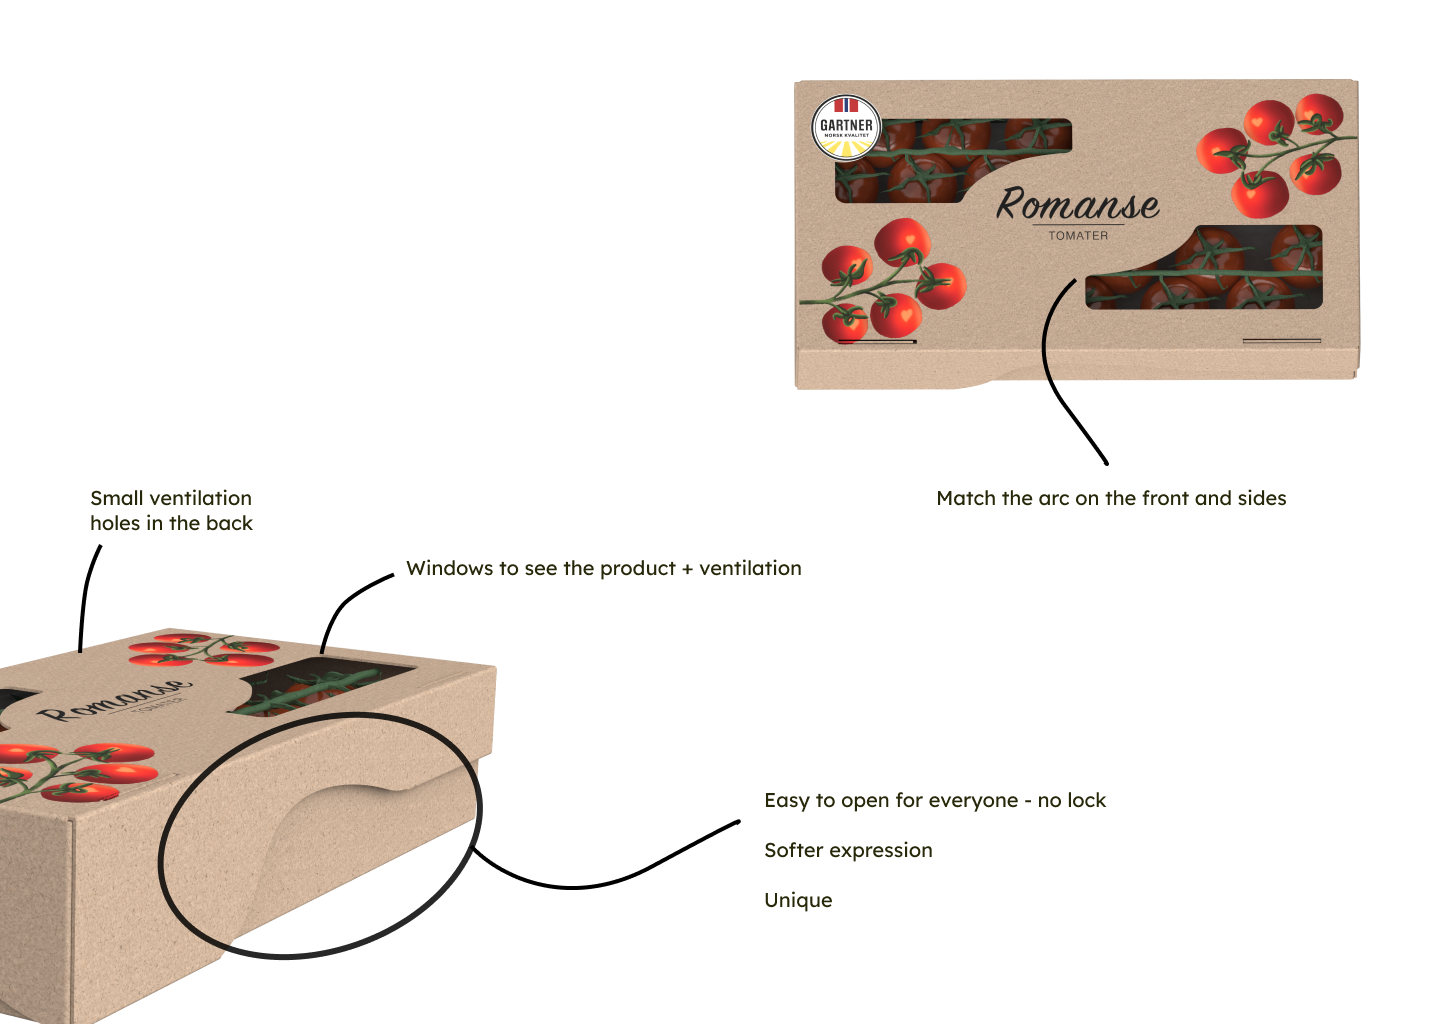 GARTNER
NORSK KVALITET
Romanse
TOMATER
Match the arc on the front and sides
Small ventilation
holes in the back
Windows to see the product + ventilation
Romanse
TOMATER
Easy to open for everyone - no lock
Softer expression
Unique